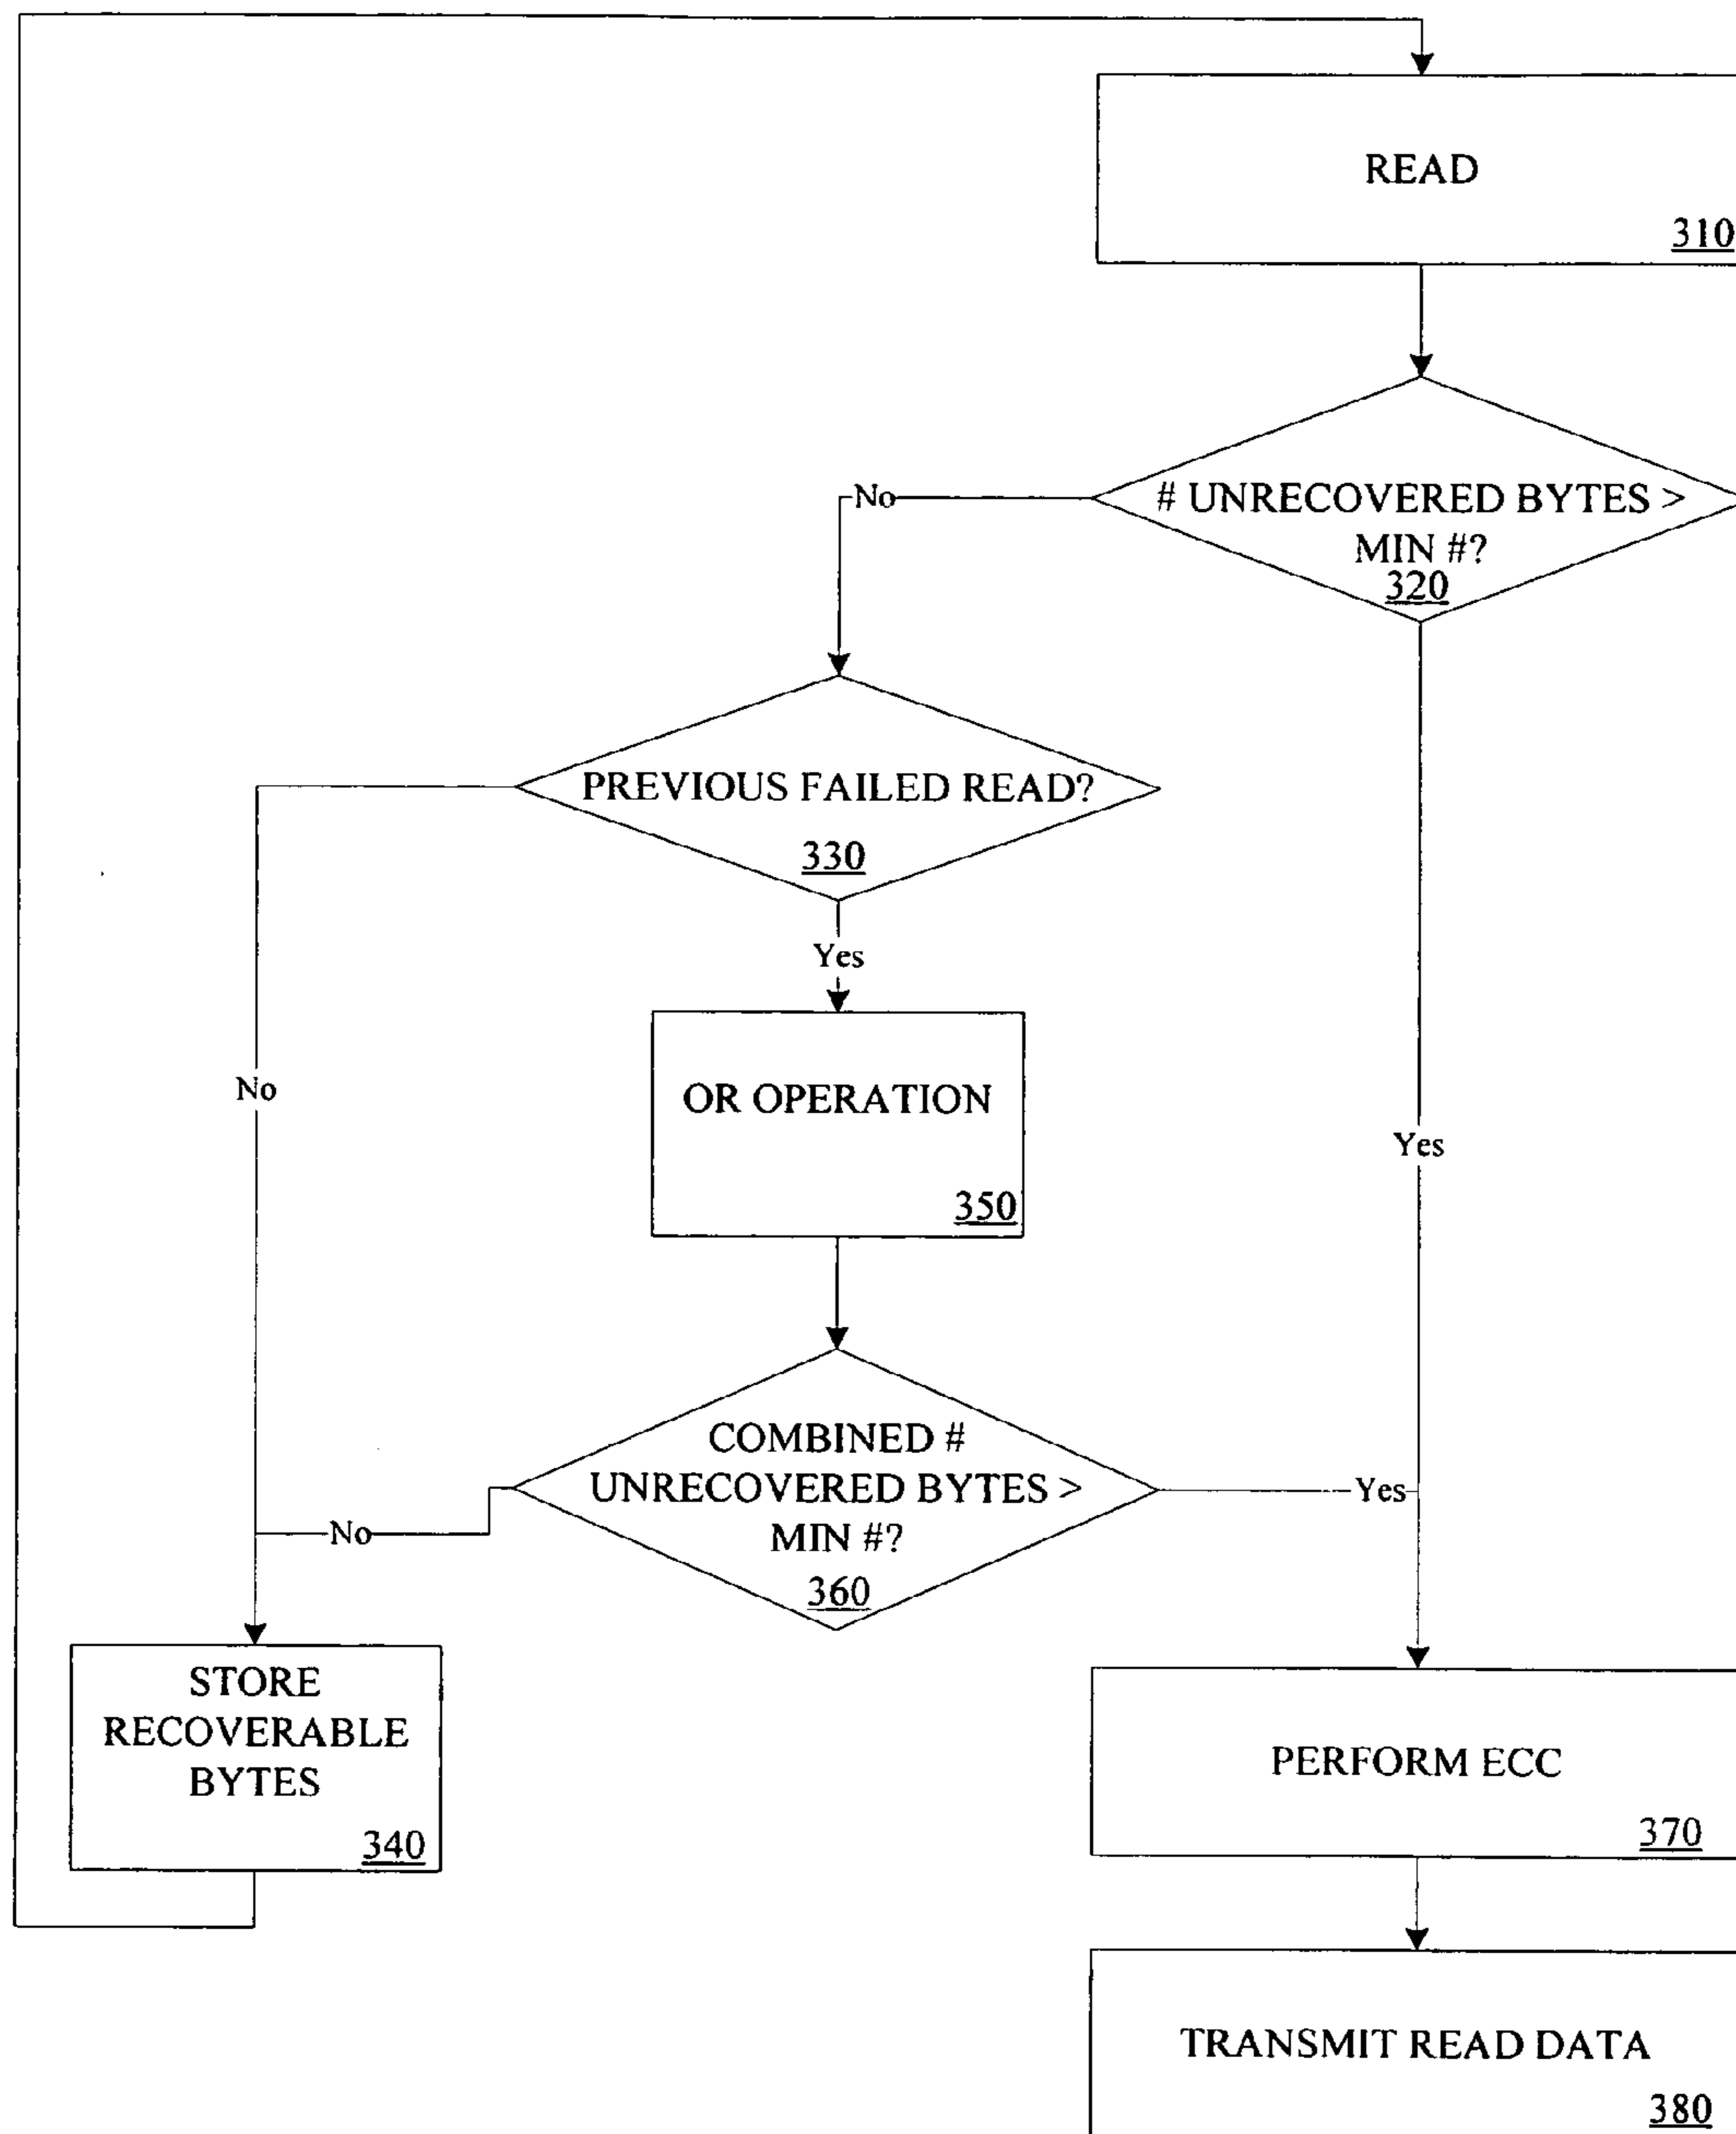 READ
310
# UNRECOVERED BYTES >
MIN #?
320
No
PREVIOUS FAILED READ?
330
Yes
No
OR OPERATION
350
Yes
COMBINED #
UNRECOVERED BYTES >
MIN #?
360
Yes
No
STORE
RECOVERABLE
BYTES
340
PERFORM ECC
370
TRANSMIT READ DATA
380